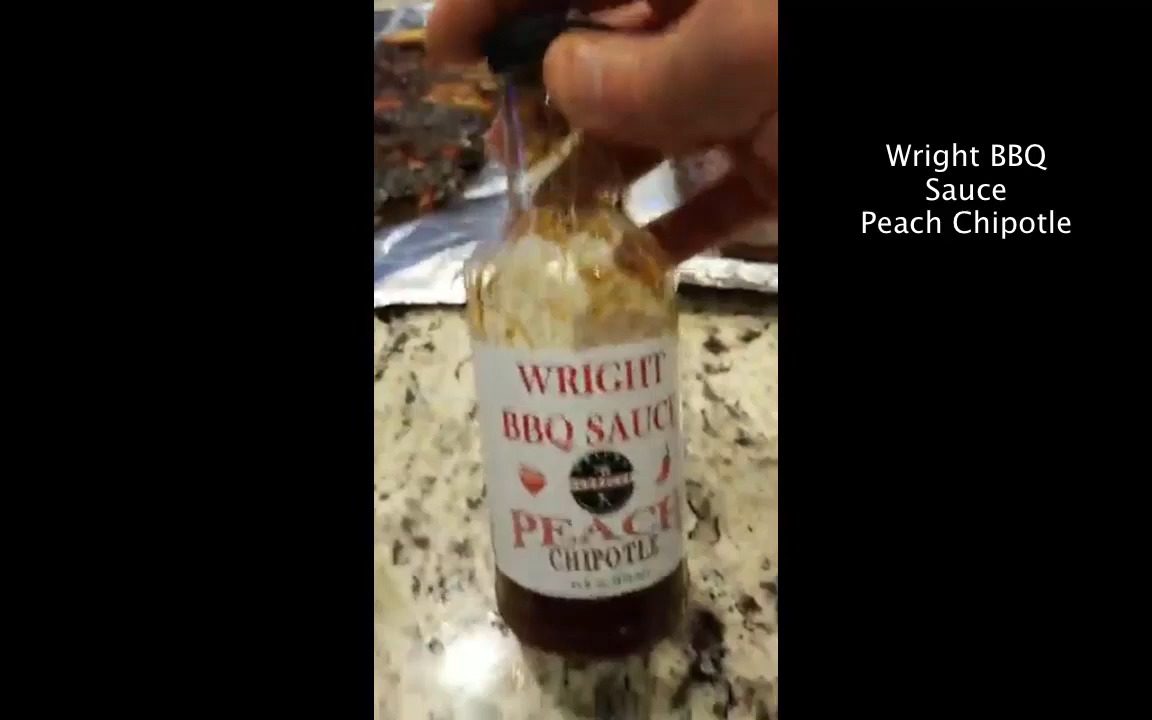 WRIGHT
BBQ SAUCE
PEACH
CHIPOTLE
Wright BBQ
Sauce
Peach Chipotle